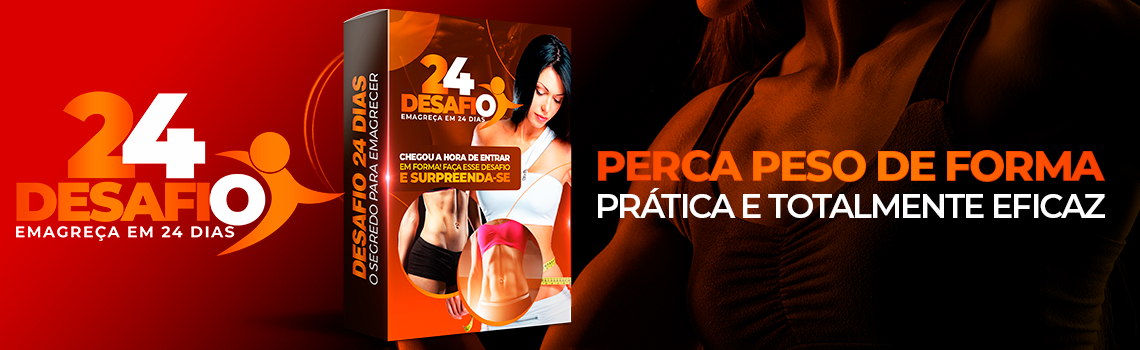 24
DESAFIO
EMAGREÇA EM 24 DIAS
DESAFIO 24 DIAS
O SEGREDO PARA EMAGRECER
24
DESAFIO
EMAGREÇA EM 24 DIAS
CHEGOU A HORA DE ENTRAR
EM FORMA! FAÇA ESSE DESAFIO
E SURPREENDA-SE
PERCA PESO DE FORMA
PRÁTICA E TOTALMENTE EFICAZ